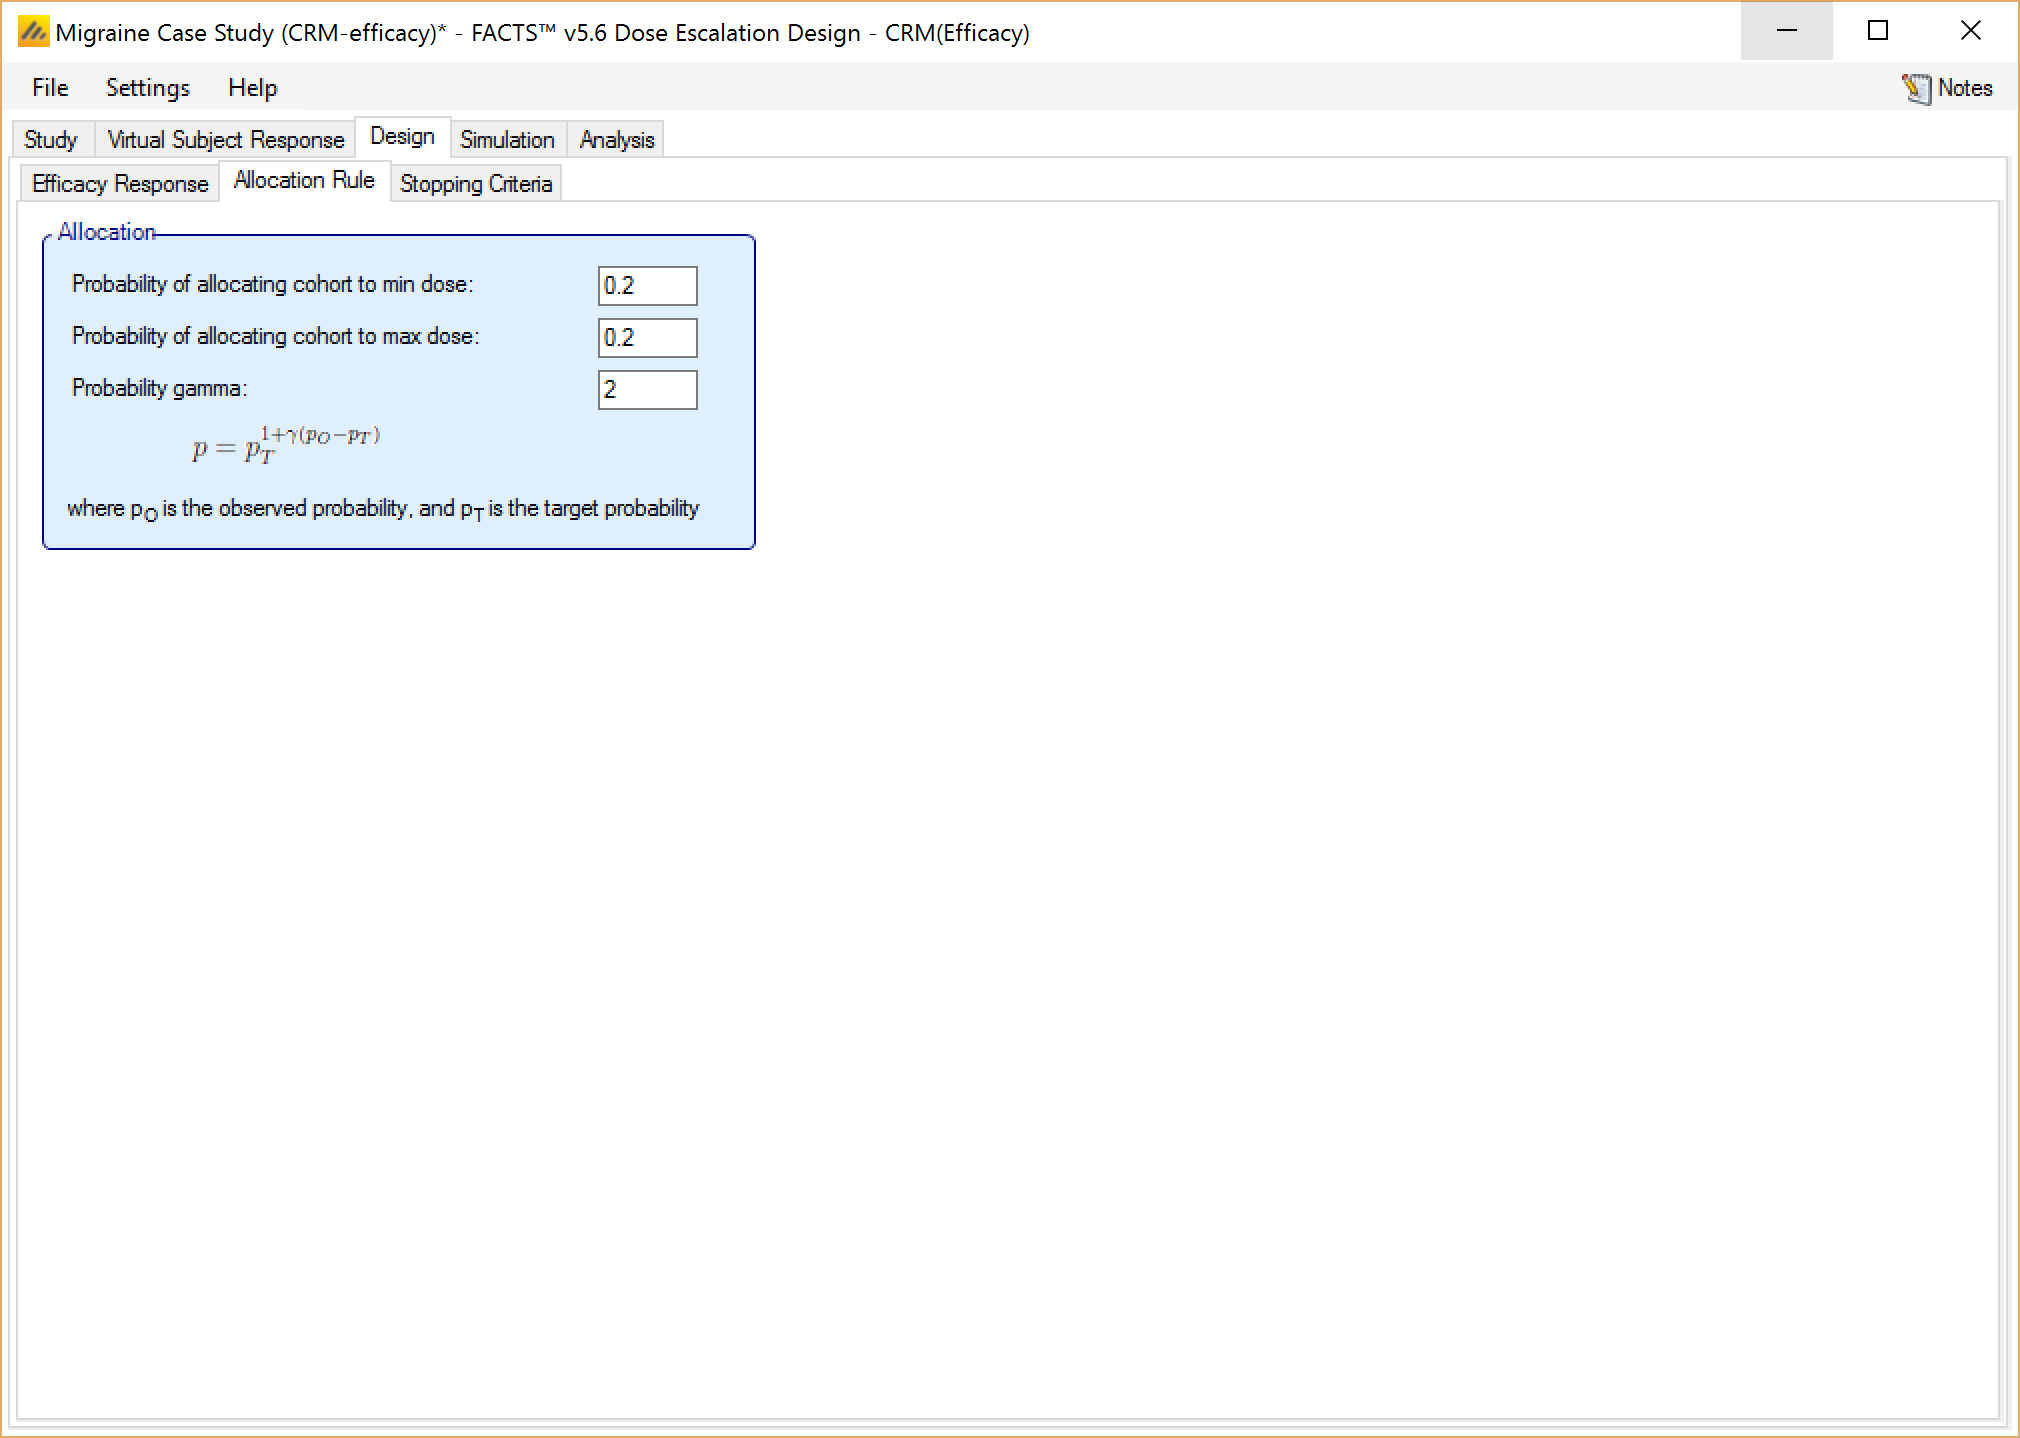 Migraine Case Study (CRM-efficacy)* - FACTS™ v5.6 Dose Escalation Design - CRM(Efficacy)
File Settings Help Notes
Study Virtual Subject Response Design Simulation Analysis
Efficacy Response Allocation Rule Stopping Criteria
Allocation
Probability of allocating cohort to min dose: 0.2
Probability of allocating cohort to max dose: 0.2
Probability gamma: 2
p = p_T^{1+γ(p_O−p_T)}
where p_O is the observed probability, and p_T is the target probability